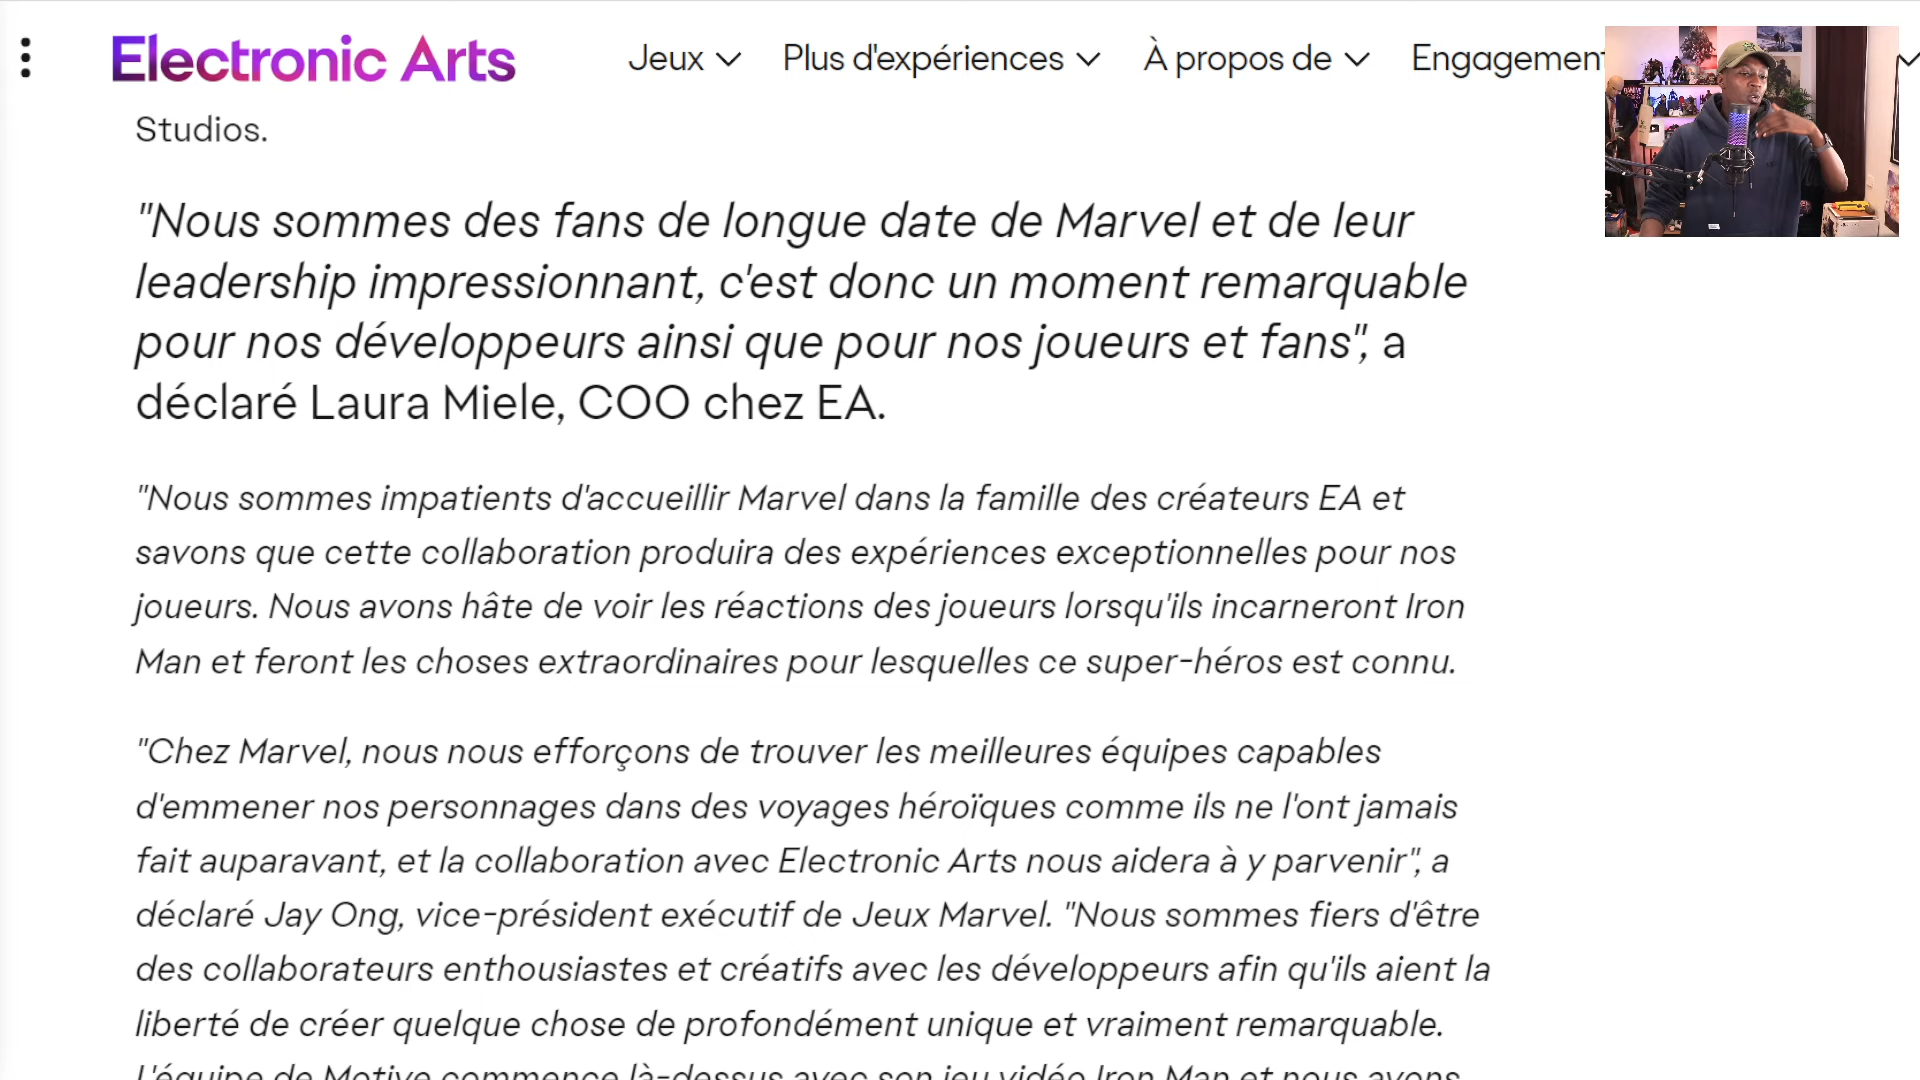 Electronic Arts
Jeux
Plus d'expériences
À propos de
Engagement
Studios.
"Nous sommes des fans de longue date de Marvel et de leur
leadership impressionnant, c'est donc un moment remarquable
pour nos développeurs ainsi que pour nos joueurs et fans", a
déclaré Laura Miele, COO chez EA.
"Nous sommes impatients d'accueillir Marvel dans la famille des créateurs EA et
savons que cette collaboration produira des expériences exceptionnelles pour nos
joueurs. Nous avons hâte de voir les réactions des joueurs lorsqu'ils incarneront Iron
Man et feront les choses extraordinaires pour lesquelles ce super-héros est connu.
"Chez Marvel, nous nous efforçons de trouver les meilleures équipes capables
d'emmener nos personnages dans des voyages héroïques comme ils ne l'ont jamais
fait auparavant, et la collaboration avec Electronic Arts nous aidera à y parvenir", a
déclaré Jay Ong, vice-président exécutif de Jeux Marvel. "Nous sommes fiers d'être
des collaborateurs enthousiastes et créatifs avec les développeurs afin qu'ils aient la
liberté de créer quelque chose de profondément unique et vraiment remarquable.
L'équipe de Motive commence là-dessus avec son jeu vidéo Iron Man et nous avons